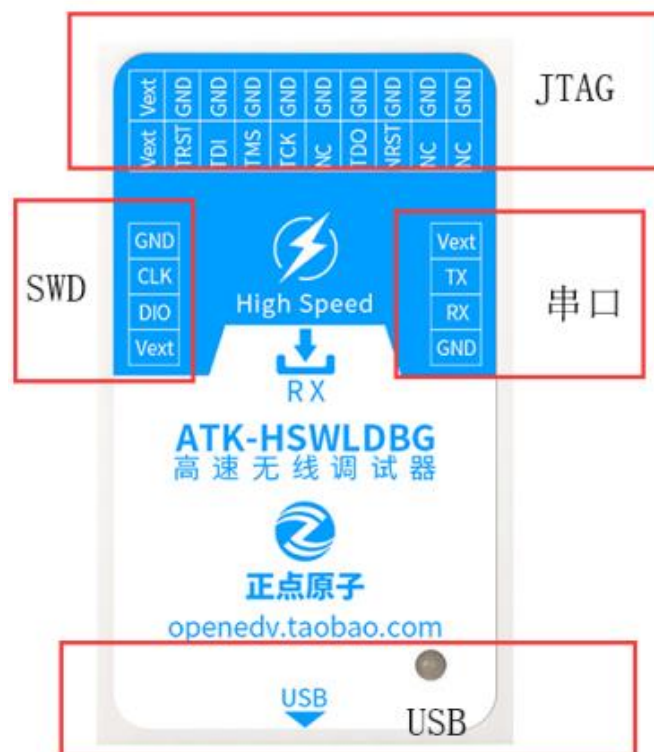 JTAG
Vext GND GND GND GND GND GND GND GND GND
Vext TRST TDI TMS TCK NC TDO NRST NC NC
SWD
GND
CLK
DIO
Vext
High Speed
Vext
TX
RX
GND
串口
RX
ATK-HSWLDBG
高速无线调试器
正点原子
openedv.taobao.com
USB
USB